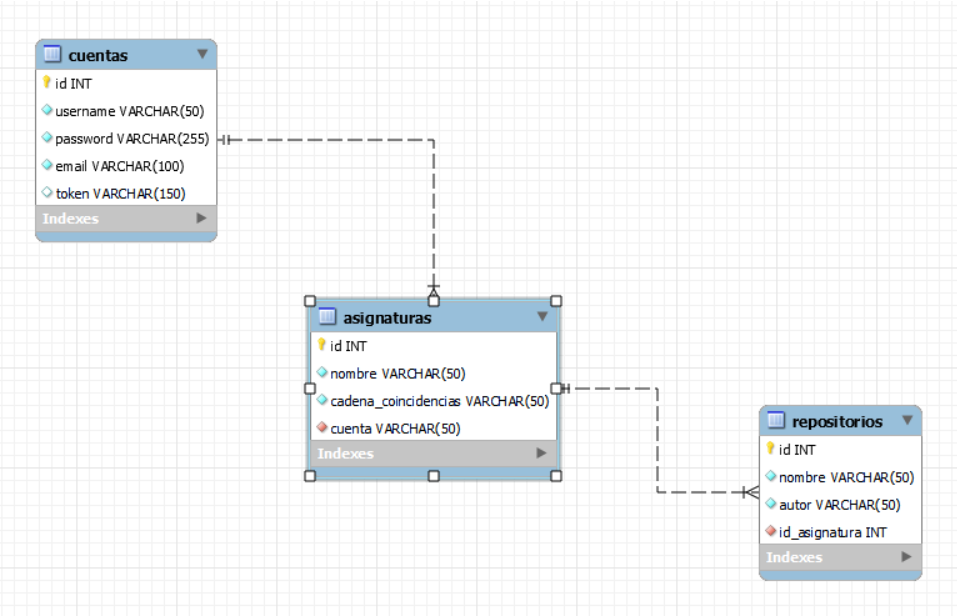 cuentas
id INT
username VARCHAR(50)
password VARCHAR(255)
email VARCHAR(100)
token VARCHAR(150)
Indexes
asignaturas
id INT
nombre VARCHAR(50)
cadena_coincidencias VARCHAR(50)
cuenta VARCHAR(50)
Indexes
repositorios
id INT
nombre VARCHAR(50)
autor VARCHAR(50)
id_asignatura INT
Indexes